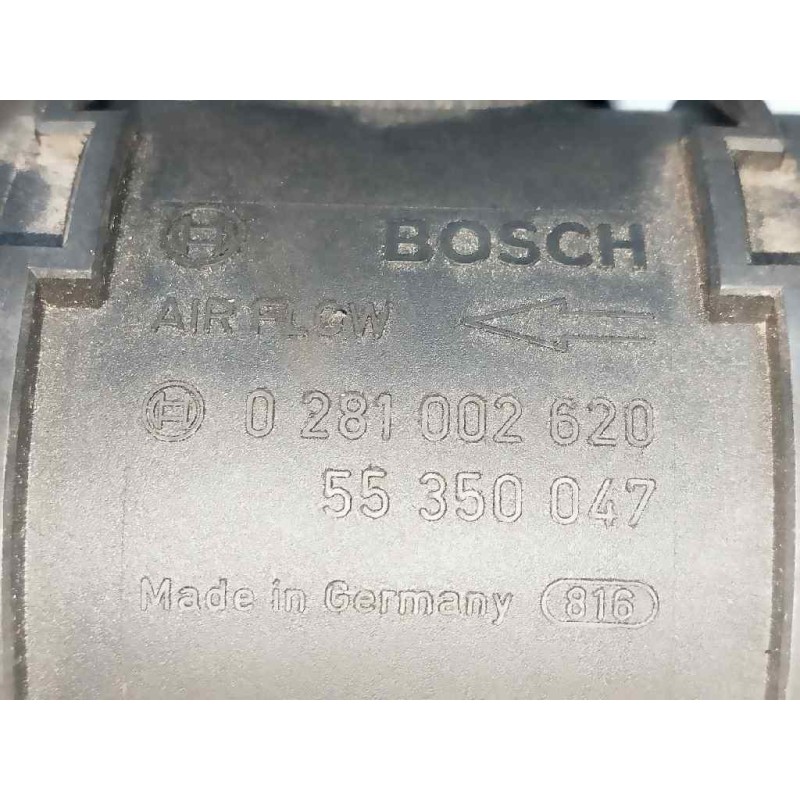 BOSCH
AIR FLOW
0 281 002 620
55 350 047
Made in Germany 816